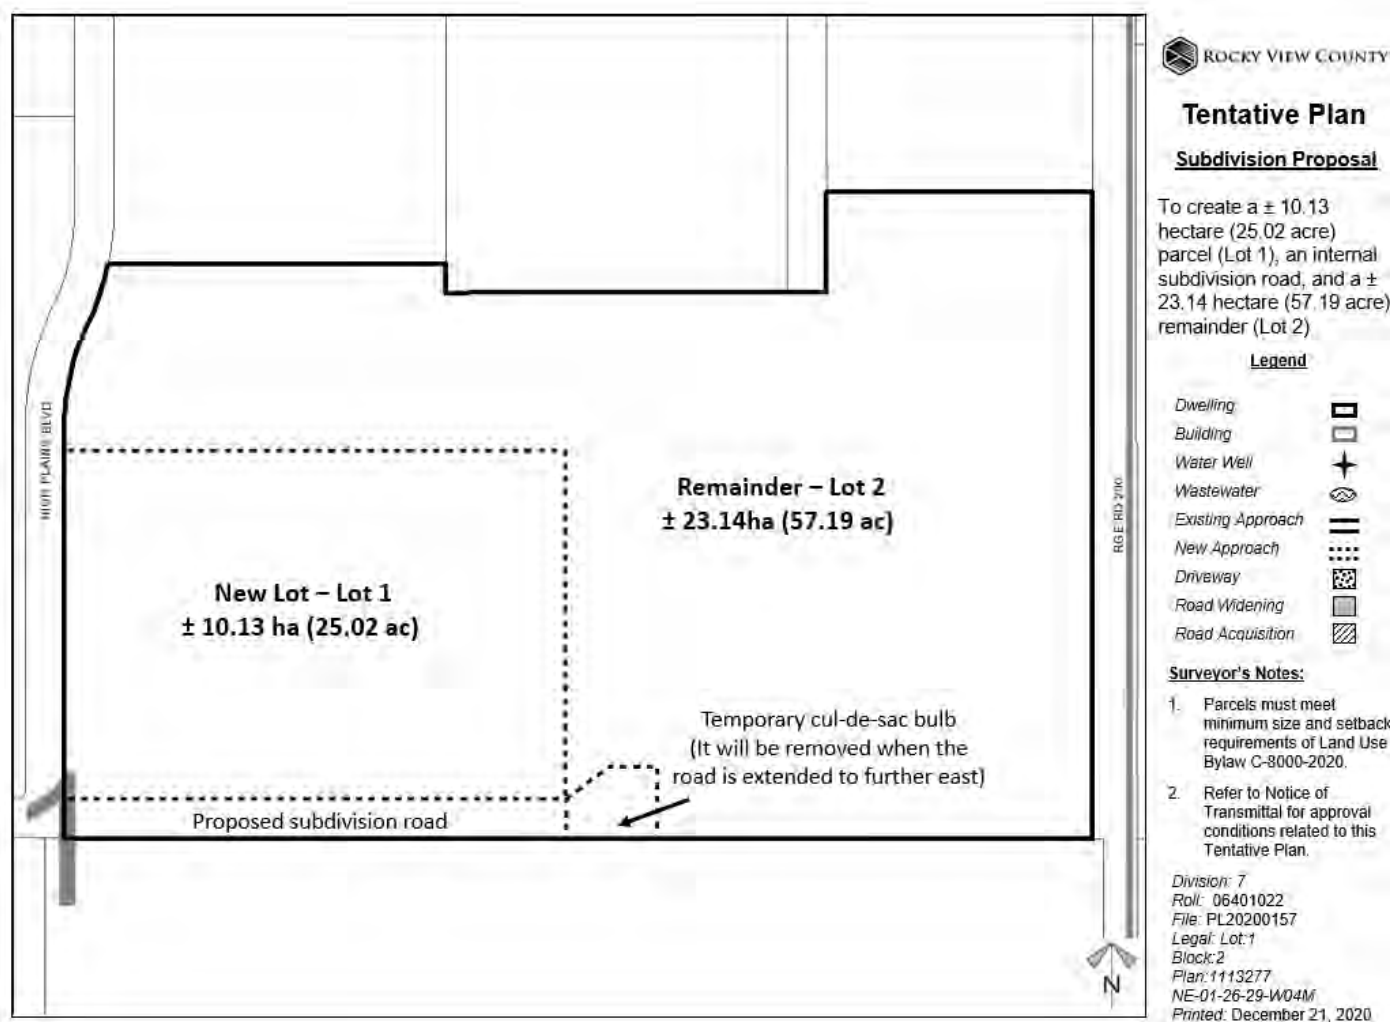 ROCKY VIEW COUNTY
Tentative Plan
Subdivision Proposal
To create a ± 10.13
hectare (25.02 acre)
parcel (Lot 1), an internal
subdivision road, and a ±
23.14 hectare (57.19 acre)
remainder (Lot 2)
Legend
Dwelling
Building
Water Well
Wastewater
Existing Approach
New Approach
Driveway
Road Widening
Road Acquisition
Surveyor's Notes:
1. Parcels must meet
minimum size and setback
requirements of Land Use
Bylaw C-8000-2020.
2. Refer to Notice of
Transmittal for approval
conditions related to this
Tentative Plan.
Division: 7
Roll: 06401022
File: PL20200157
Legal: Lot:1
Block:2
Plan:1113277
NE-01-26-29-W04M
Printed: December 21, 2020
HIGH PLAINS BLVD
RGE RD 290
Remainder – Lot 2
± 23.14ha (57.19 ac)
New Lot – Lot 1
± 10.13 ha (25.02 ac)
Temporary cul-de-sac bulb
(It will be removed when the
road is extended to further east)
Proposed subdivision road
N